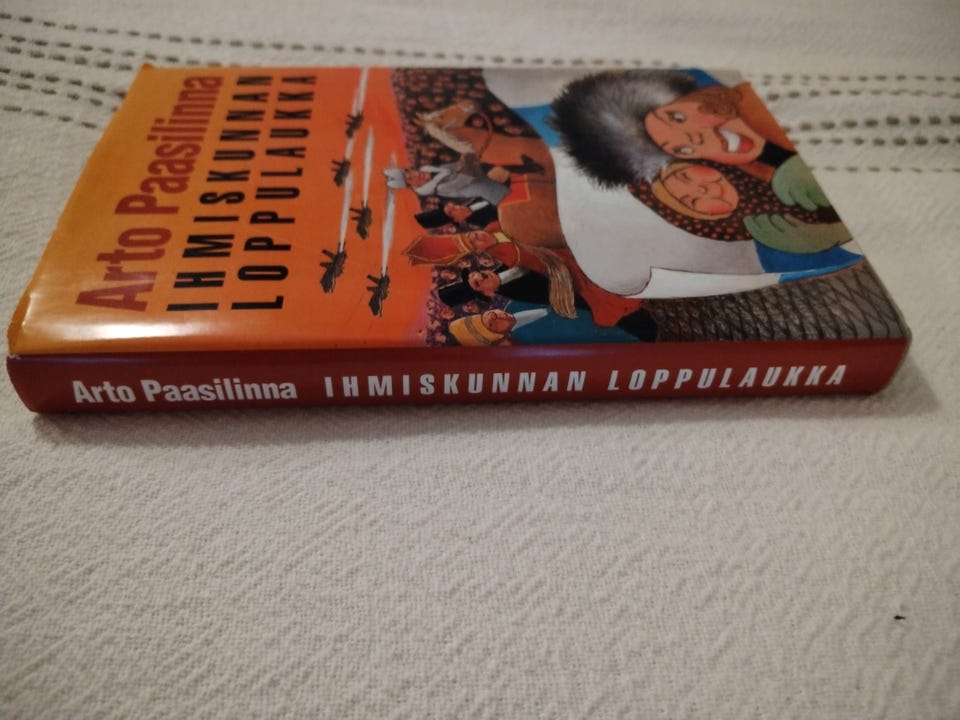 Arto Paasilinna
IHMISKUNNAN
LOPPULAUKKA
Arto Paasilinna IHMISKUNNAN LOPPULAUKKA